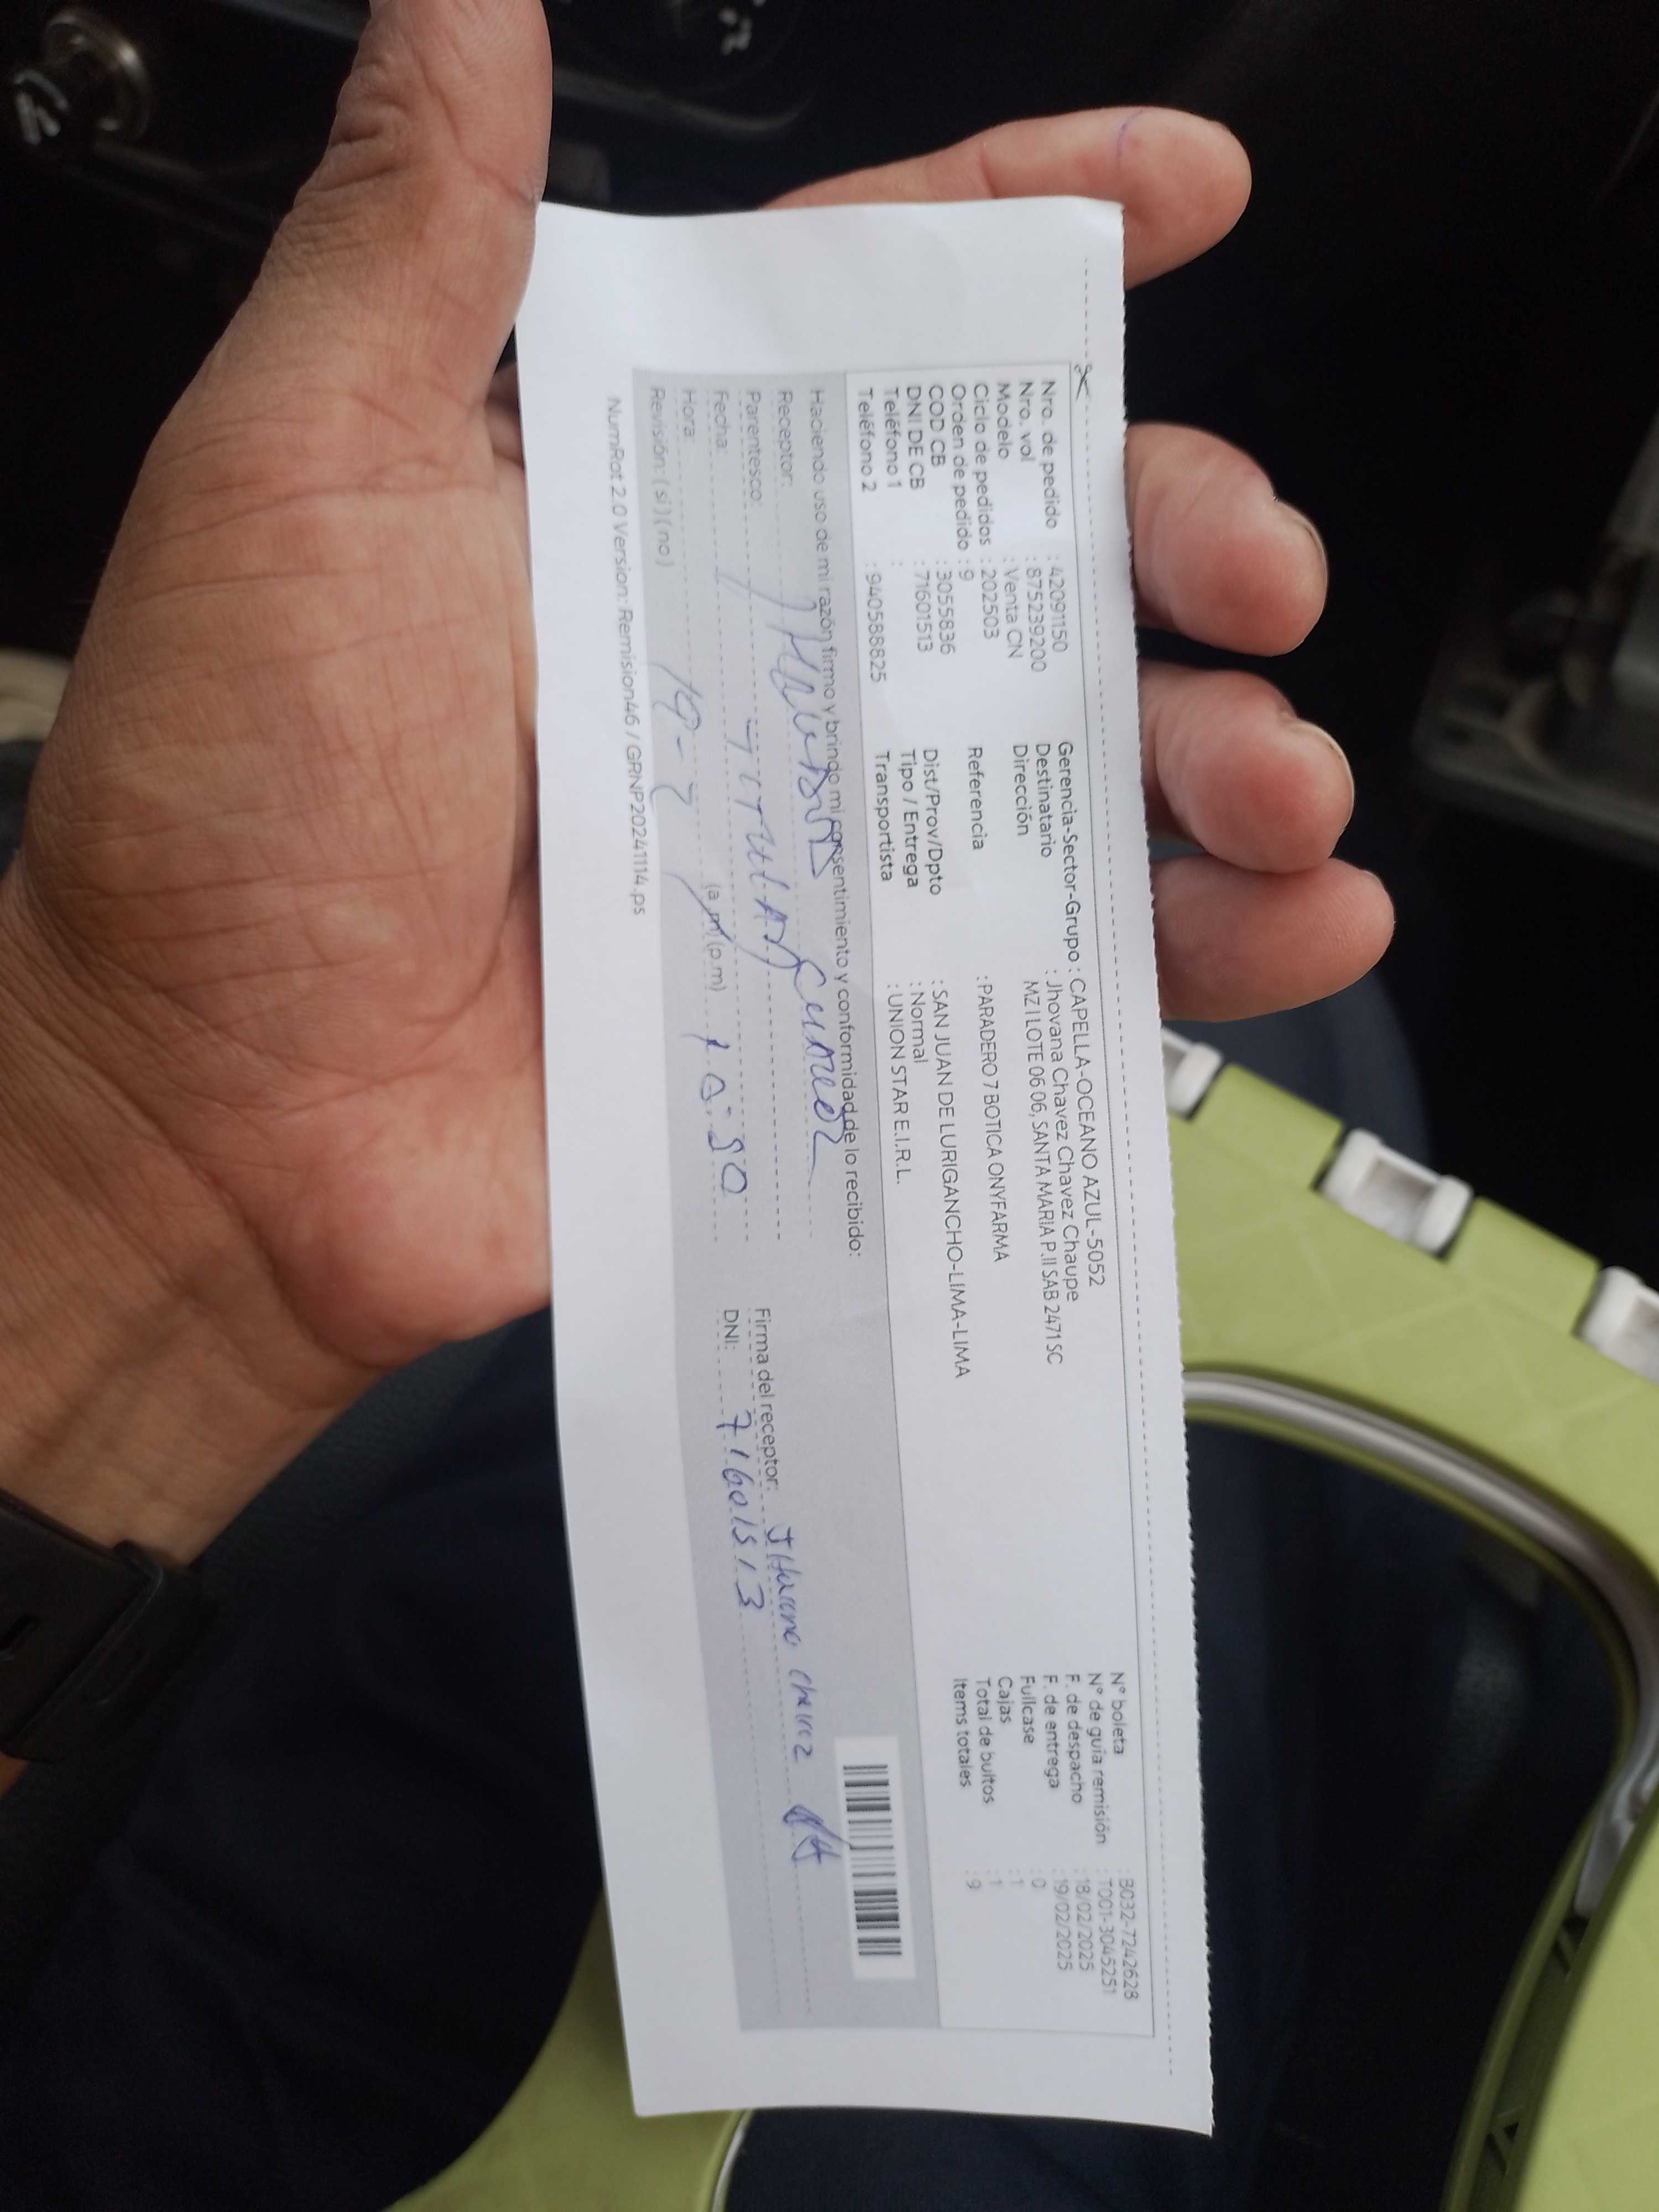 Nro. de pedido : 42091150
Nro. vol : 875239200
Modelo : Venta CN
Ciclo de pedidos : 202503
Orden de pedido : 9
COD CB : 3055836
DNI DE CB : 71601513
Teléfono 1 :
Teléfono 2 : 940588825
Gerencia-Sector-Grupo : CAPELLA-OCEANO AZUL-5052
Destinatario : Jhovana Chavez Chavez Chaupe
Dirección MZ I LOTE 06 06, SANTA MARIA P.II SAB 2471 SC
Referencia : PARADERO 7 BOTICA ONYFARMA
Dist/Prov/Dpto : SAN JUAN DE LURIGANCHO-LIMA-LIMA
Tipo / Entrega : Normal
Transportista : UNION STAR E.I.R.L.
N° boleta : B032-7242628
N° de guía remisión : T001-3045251
F. de despacho : 18/02/2025
F. de entrega : 19/02/2025
Fullcase : 0
Cajas : 1
Total de bultos : 1
Items totales : 9
Haciendo uso de mi razón firmo y brindo mi consentimiento y conformidad de lo recibido:
Receptor:
Parentesco: TITULAR
Fecha: 19-2
Hora: (a.m) (p.m) 10:50
Revisión: (si) (no)
Firma del receptor: Jhovana Chavez
DNI: 71601513
NumRot 2.0 Version: Remision46 / GRNP20241114.ps